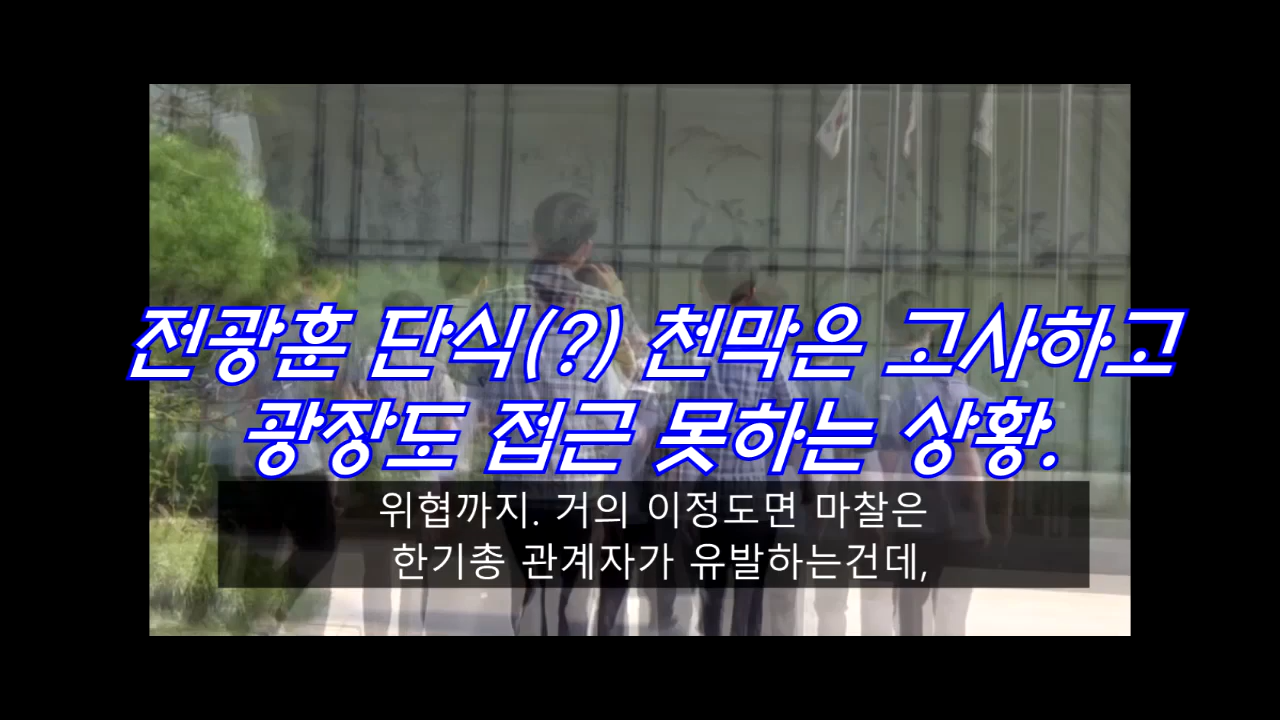 전광훈 단식(?) 천막은 고사하고
광장도 접근 못하는 상황.
위협까지. 거의 이정도면 마찰은
한기총 관계자가 유발하는건데,